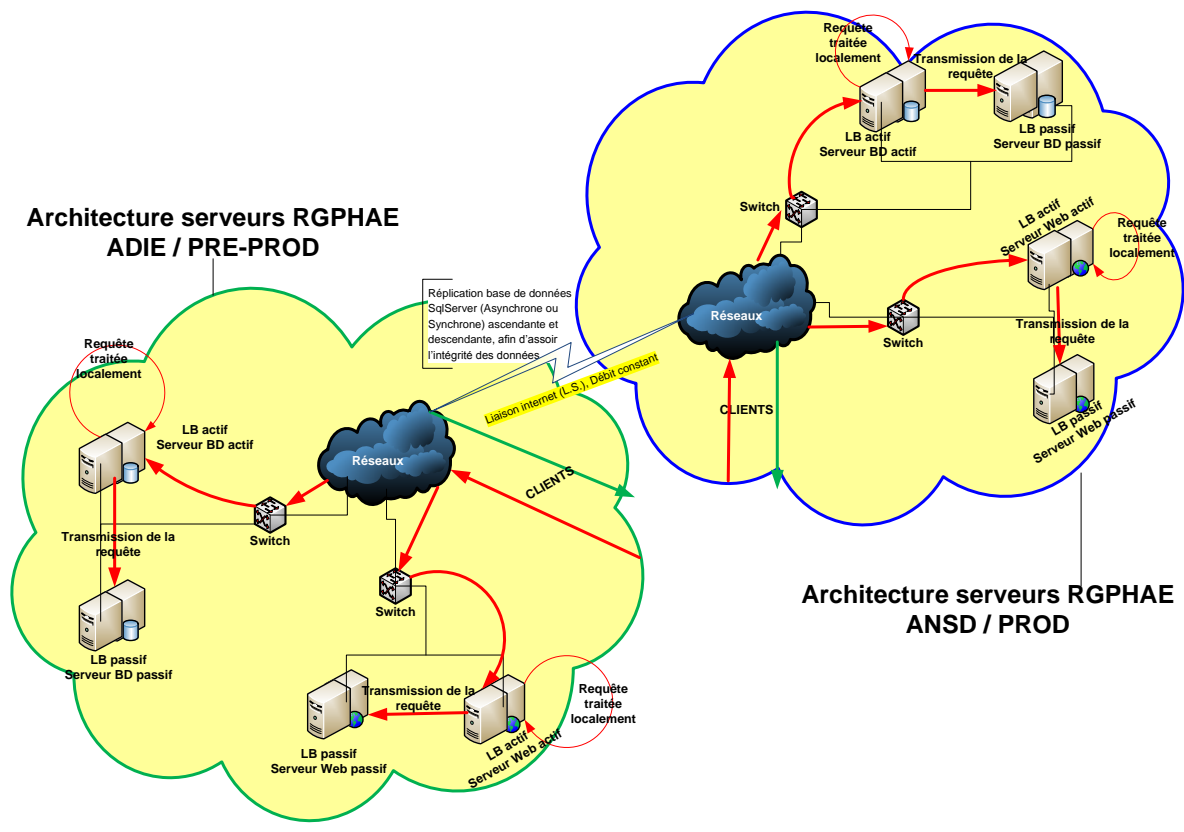 Architecture serveurs RGPHAE
ADIE / PRE-PROD
Réplication base de données
SqlServer (Asynchrone ou
Synchrone) ascendante et
descendante, afin d'assoir
l'intégrité des données
Liaison internet (L.S.), Débit constant
Requête
traitée
localement
LB actif
Serveur BD actif
Réseaux
CLIENTS
Switch
Transmission de la
requête
LB passif
Serveur BD passif
Switch
Transmission de la
requête
LB passif
Serveur Web passif
LB actif
Serveur Web actif
Requête
traitée
localement
Requête
traitée
localement
Transmission de la
requête
LB actif
Serveur BD actif
LB passif
Serveur BD passif
Switch
LB actif
Serveur Web actif
Requête
traitée
localement
Réseaux
Switch
Transmission de la
requête
CLIENTS
LB passif
Serveur Web passif
Architecture serveurs RGPHAE
ANSD / PROD